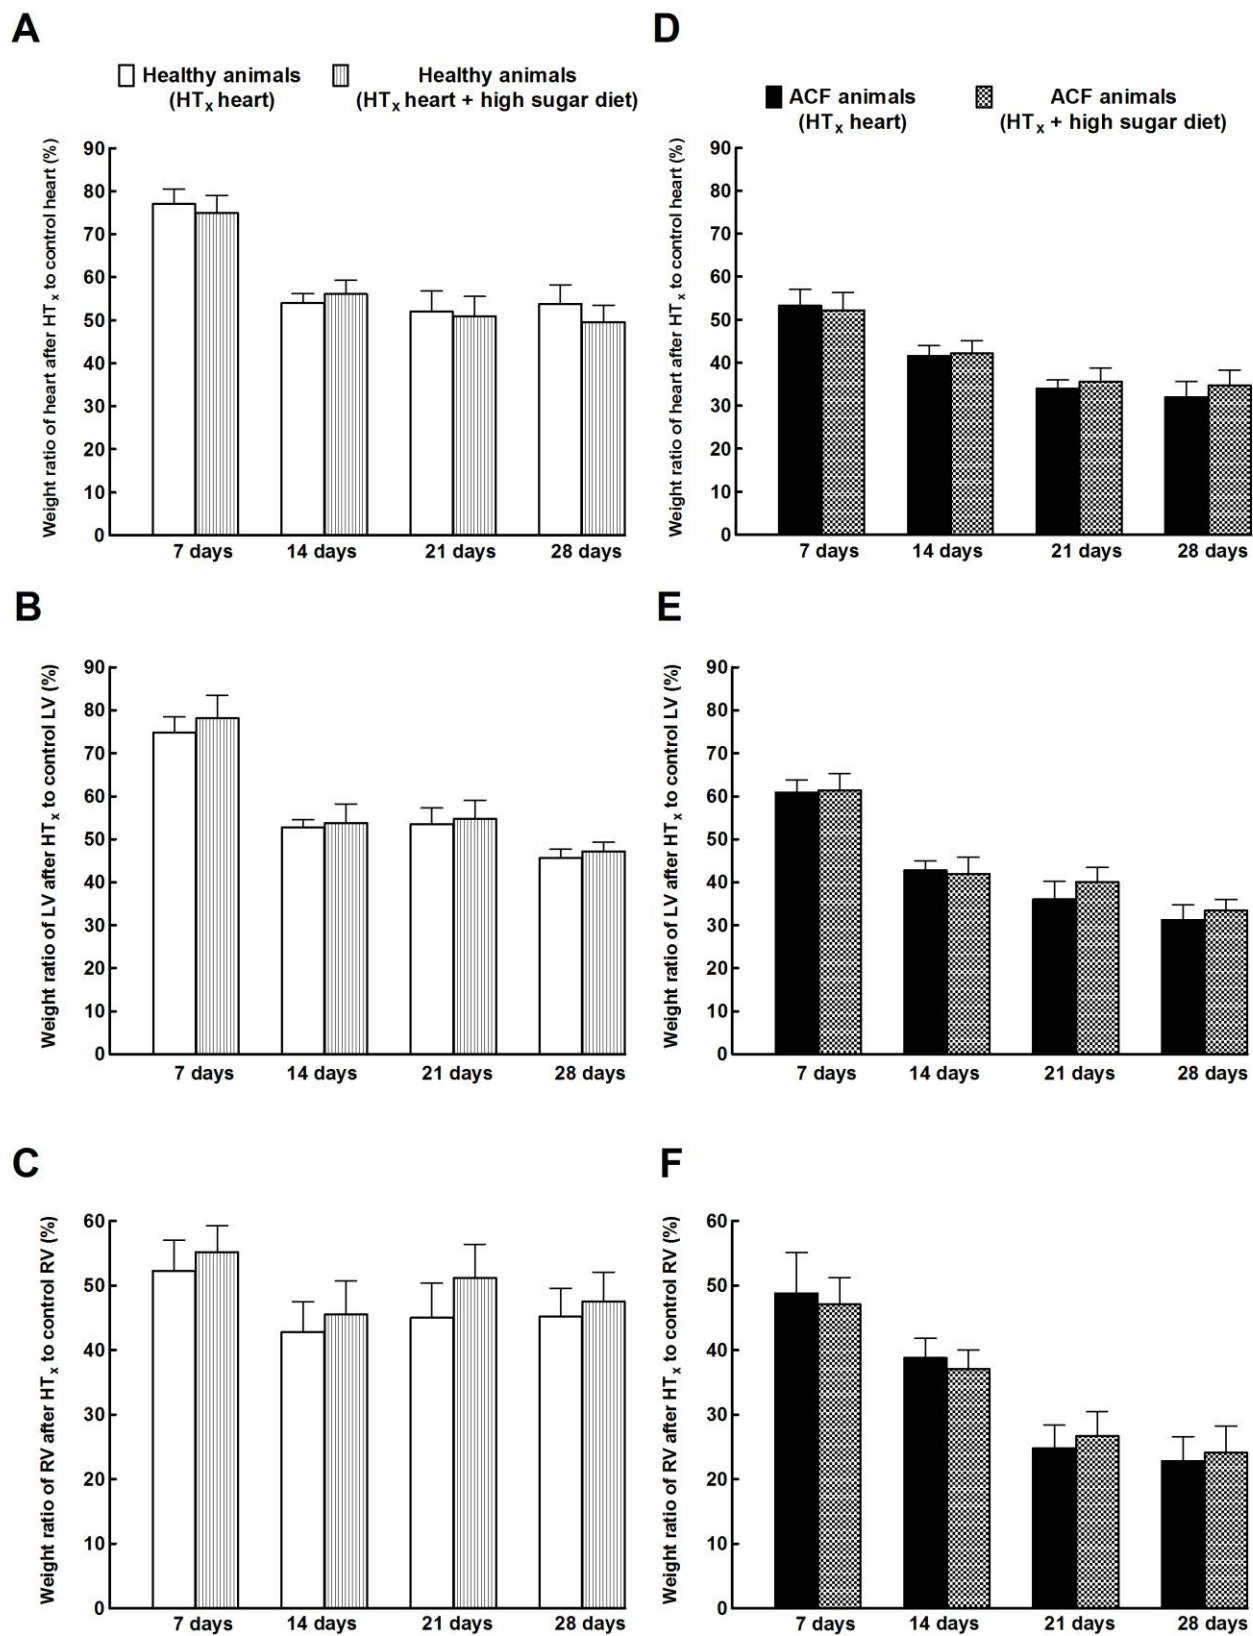 A
Healthy animals
(HTx heart)
Healthy animals
(HTx heart + high sugar diet)
Weight ratio of heart after HTx to control heart (%)
90
80
70
60
50
40
30
20
10
0
7 days
14 days
21 days
28 days
D
ACF animals
(HTx heart)
ACF animals
(HTx + high sugar diet)
Weight ratio of heart after HTx to control heart (%)
90
80
70
60
50
40
30
20
10
0
7 days
14 days
21 days
28 days
B
Weight ratio of LV after HTx to control LV (%)
90
80
70
60
50
40
30
20
10
0
7 days
14 days
21 days
28 days
E
Weight ratio of LV after HTx to control LV (%)
90
80
70
60
50
40
30
20
10
0
7 days
14 days
21 days
28 days
C
Weight ratio of RV after HTx to control RV (%)
60
50
40
30
20
10
0
7 days
14 days
21 days
28 days
F
Weight ratio of RV after HTx to control RV (%)
60
50
40
30
20
10
0
7 days
14 days
21 days
28 days